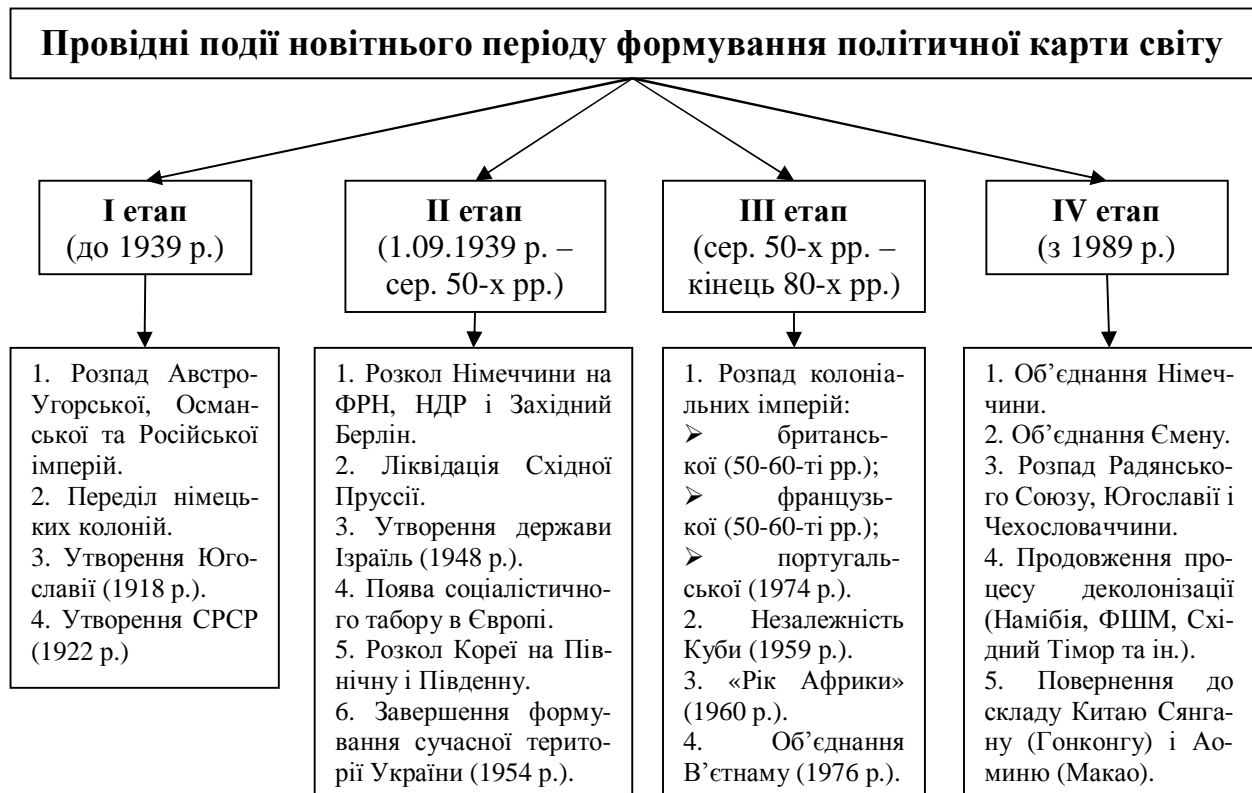 Провідні події новітнього періоду формування політичної карти світу
І етап
(до 1939 р.)
ІІ етап
(1.09.1939 р. –
сер. 50-х рр.)
ІІІ етап
(сер. 50-х рр. –
кінець 80-х рр.)
IV етап
(з 1989 р.)
1. Розпад Австро-
Угорської, Осман-
ської та Російської
імперій.
2. Переділ німець-
ких колоній.
3. Утворення Юго-
славії (1918 р.).
4. Утворення СРСР
(1922 р.)
1. Розкол Німеччини на
ФРН, НДР і Західний
Берлін.
2. Ліквідація Східної
Пруссії.
3. Утворення держави
Ізраїль (1948 р.).
4. Поява соціалістично-
го табору в Європі.
5. Розкол Кореї на Пів-
нічну і Південну.
6. Завершення форму-
вання сучасної терито-
рії України (1954 р.).
1. Розпад колоніа-
льних імперій:
➢ британсь-
кої (50-60-ті рр.);
➢ французь-
кої (50-60-ті рр.);
➢ португаль-
ської (1974 р.).
2. Незалежність
Куби (1959 р.).
3. «Рік Африки»
(1960 р.).
4. Об’єднання
В’єтнаму (1976 р.).
1. Об’єднання Німеч-
чини.
2. Об’єднання Ємену.
3. Розпад Радянсько-
го Союзу, Югославії і
Чехословаччини.
4. Продовження про-
цесу деколонізації
(Намібія, ФШМ, Схі-
дний Тімор та ін.).
5. Повернення до
складу Китаю Сянга-
ну (Гонконгу) і Ао-
миню (Макао).